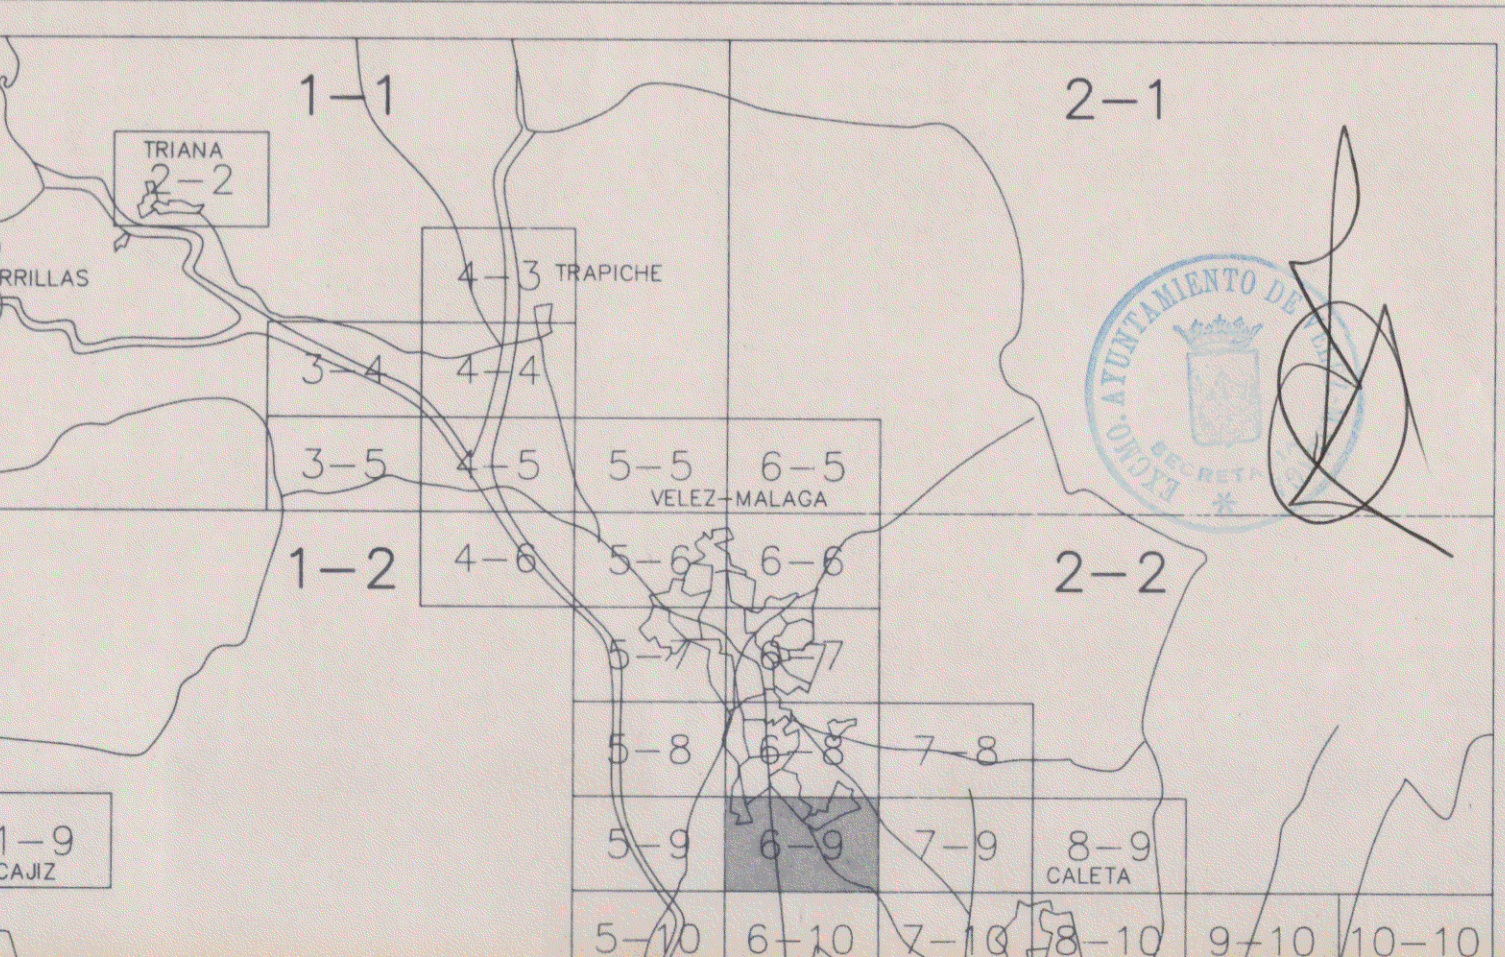 1-1
2-1
TRIANA
2-2
4-3 TRAPICHE
RRILLAS
3-4 4-4
3-5 4-5 5-5 6-5
VELEZ-MALAGA
1-2 4-6 5-6 6-6 2-2
5-7 6-7
5-8 6-8 7-8
1-9 5-9 6-9 7-9 8-9
CAJIZ CALETA
5-10 6-10 7-10 8-10 9-10 10-10
EXCMO. AYUNTAMIENTO DE